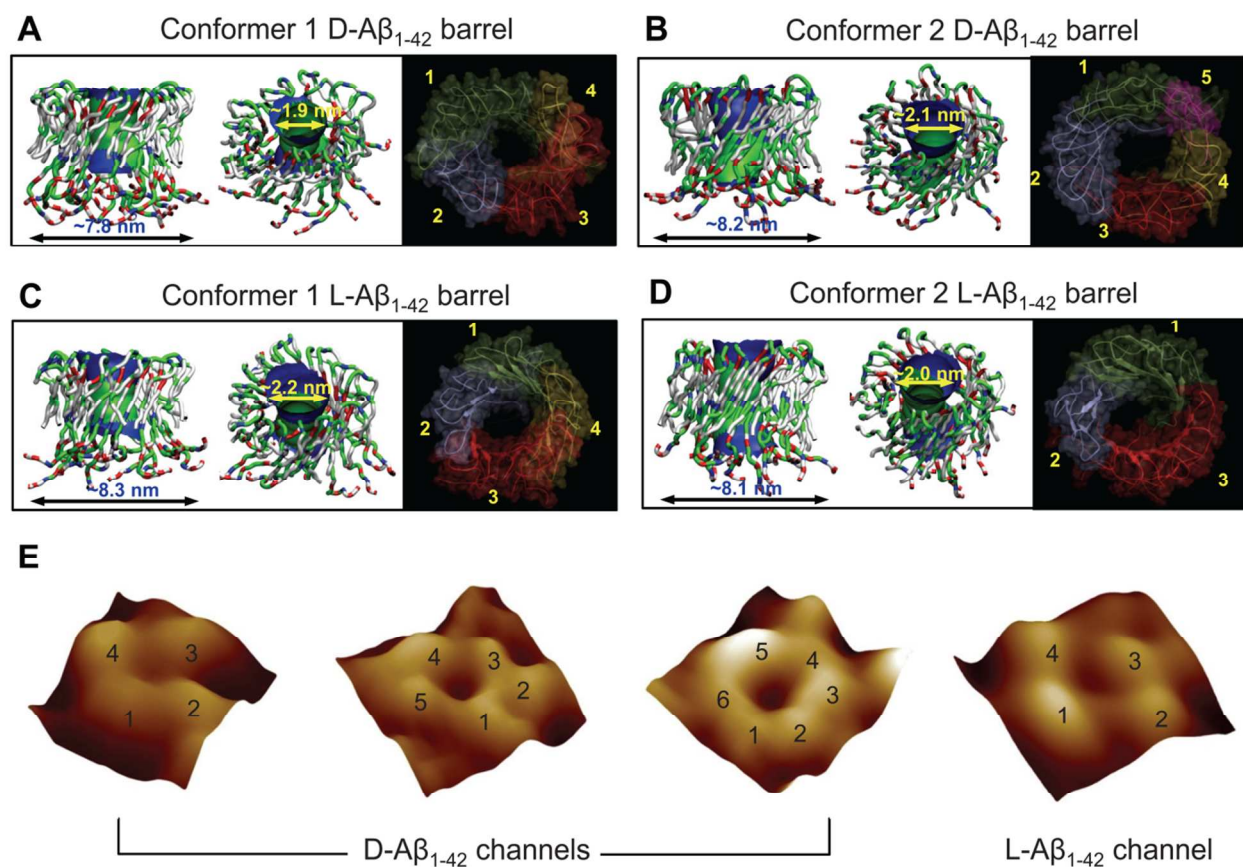 A
Conformer 1 D-Aβ₁₋₄₂ barrel
~7.8 nm
~1.9 nm
1
4
2
3
B
Conformer 2 D-Aβ₁₋₄₂ barrel
~8.2 nm
~2.1 nm
1
5
2
4
3
C
Conformer 1 L-Aβ₁₋₄₂ barrel
~8.3 nm
~2.2 nm
1
2
4
3
D
Conformer 2 L-Aβ₁₋₄₂ barrel
~8.1 nm
~2.0 nm
1
2
3
E
4 3
1 2
4 3
5 2
1
5 4
6 3
1 2
4 3
1 2
D-Aβ₁₋₄₂ channels
L-Aβ₁₋₄₂ channel